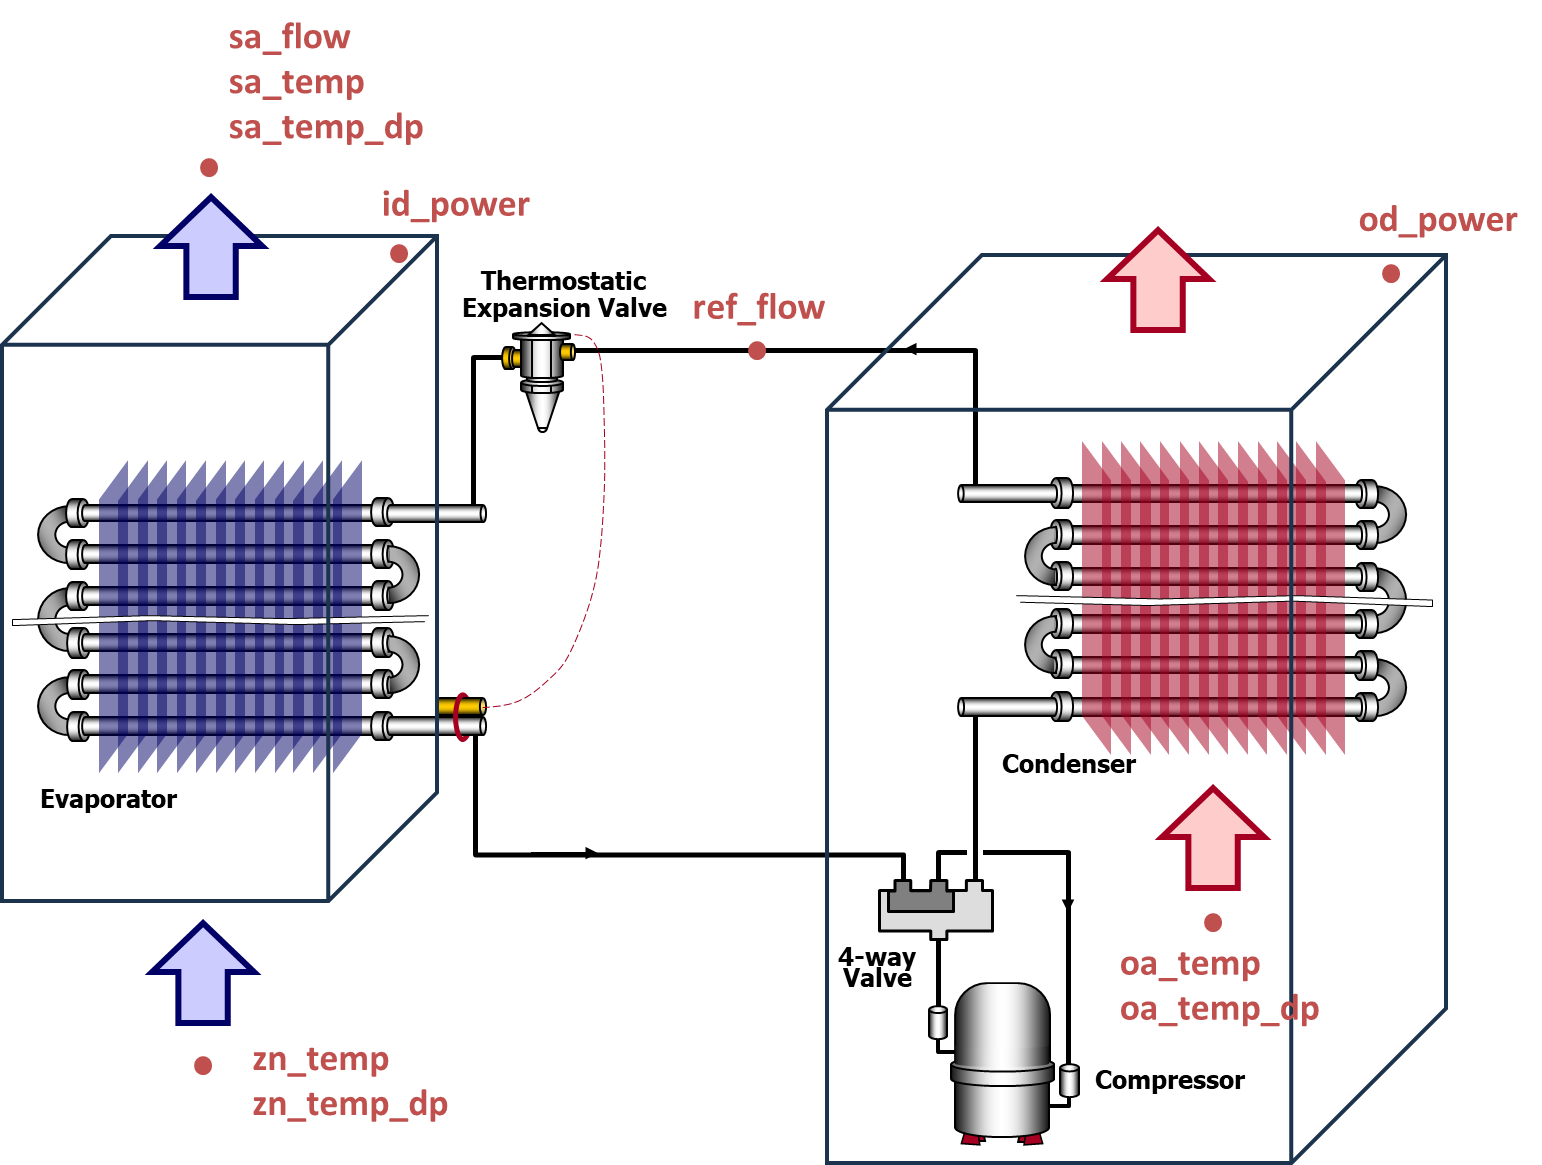 sa_flow
sa_temp
sa_temp_dp
id_power
od_power
Thermostatic
Expansion Valve
ref_flow
Evaporator
Condenser
4-way
Valve
oa_temp
oa_temp_dp
zn_temp
zn_temp_dp
Compressor